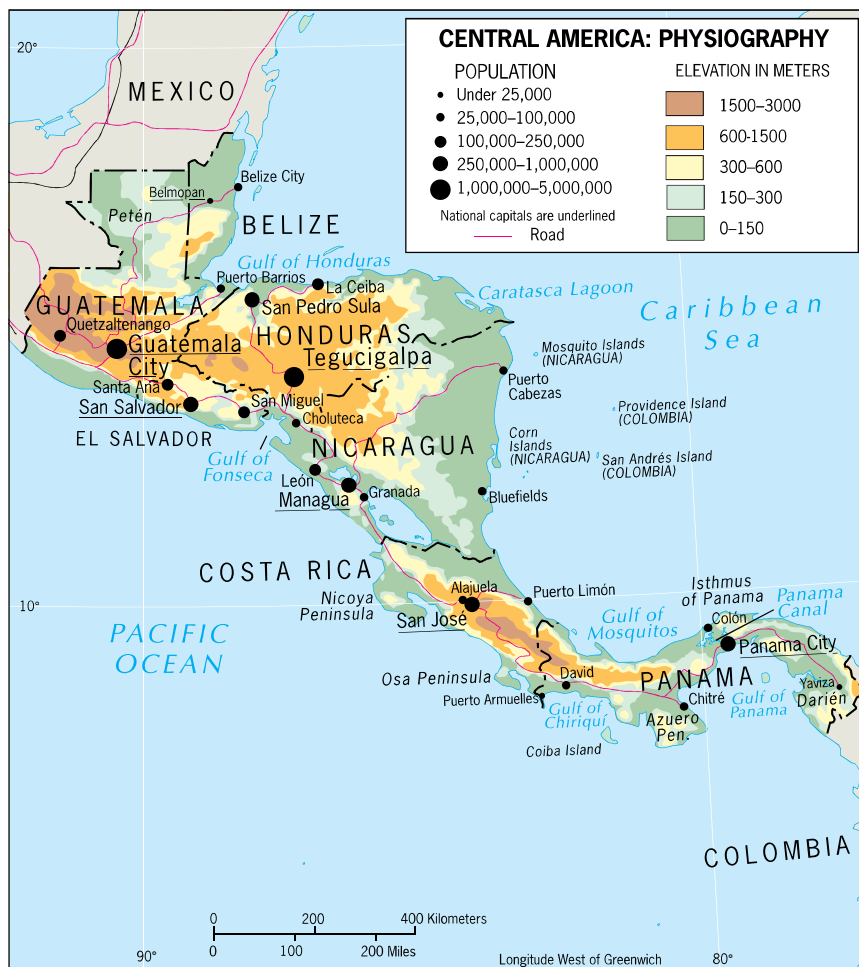 CENTRAL AMERICA: PHYSIOGRAPHY
POPULATION
Under 25,000
25,000–100,000
100,000–250,000
250,000–1,000,000
1,000,000–5,000,000
National capitals are underlined
Road
ELEVATION IN METERS
1500–3000
600-1500
300–600
150–300
0–150
20°
MEXICO
Belize City
Belmopan
Petén
BELIZE
Gulf of Honduras
Puerto Barrios
La Ceiba
Caratasca Lagoon
Caribbean
Sea
GUATEMALA
San Pedro Sula
Quetzaltenango
HONDURAS
Guatemala
City
Tegucigalpa
Mosquito Islands
(NICARAGUA)
Puerto
Cabezas
Santa Ana
San Salvador
San Miguel
Choluteca
Providence Island
(COLOMBIA)
EL SALVADOR
NICARAGUA
Corn
Islands
(NICARAGUA)
San Andrés Island
(COLOMBIA)
Gulf of
Fonseca
León
Managua
Granada
Bluefields
COSTA RICA
Alajuela
Puerto Limón
Isthmus
of Panama
Panama
Canal
10°
Nicoya
Peninsula
San José
Gulf of
Mosquitos
Colón
PACIFIC
OCEAN
Panama City
Osa Peninsula
David
PANAMA
Yaviza
Darién
Puerto Armuelles
Gulf of
Chiriquí
Chitré
Gulf of
Panama
Azuero
Pen.
Coiba Island
COLOMBIA
0
200
400 Kilometers
0
100
200 Miles
90°
Longitude West of Greenwich
80°